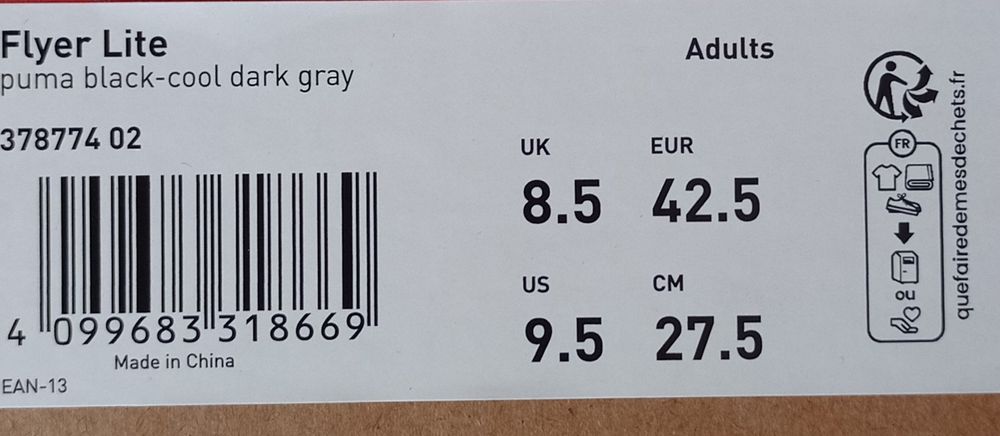 Flyer Lite
puma black-cool dark gray
378774 02
4 099683 318669
Made in China
EAN-13
Adults
UK EUR
8.5 42.5
US CM
9.5 27.5
FR
ou
quefairedemesdechets.fr